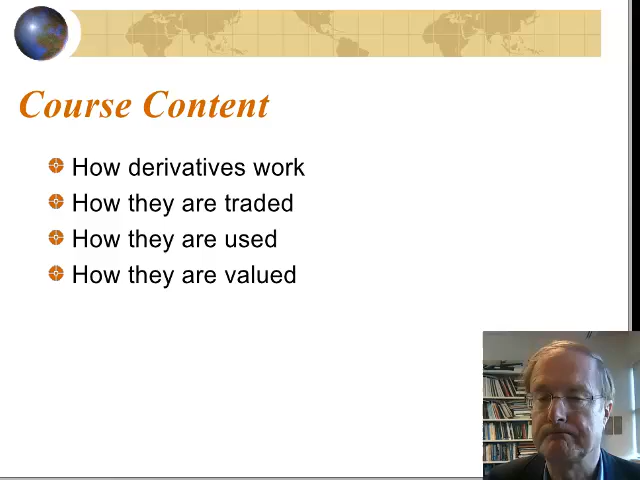 Course Content
How derivatives work
How they are traded
How they are used
How they are valued